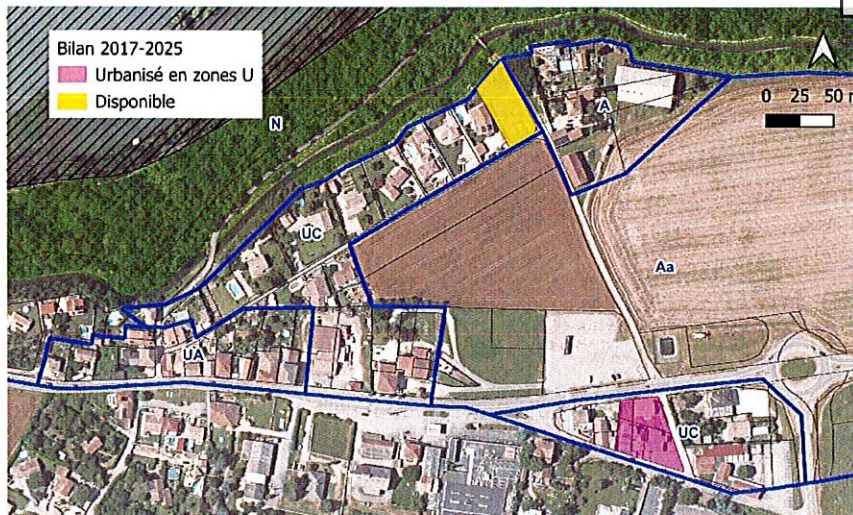 Bilan 2017-2025
Urbanisé en zones U
Disponible
0 25 50 m
N
A
UC
Aa
UA
UC